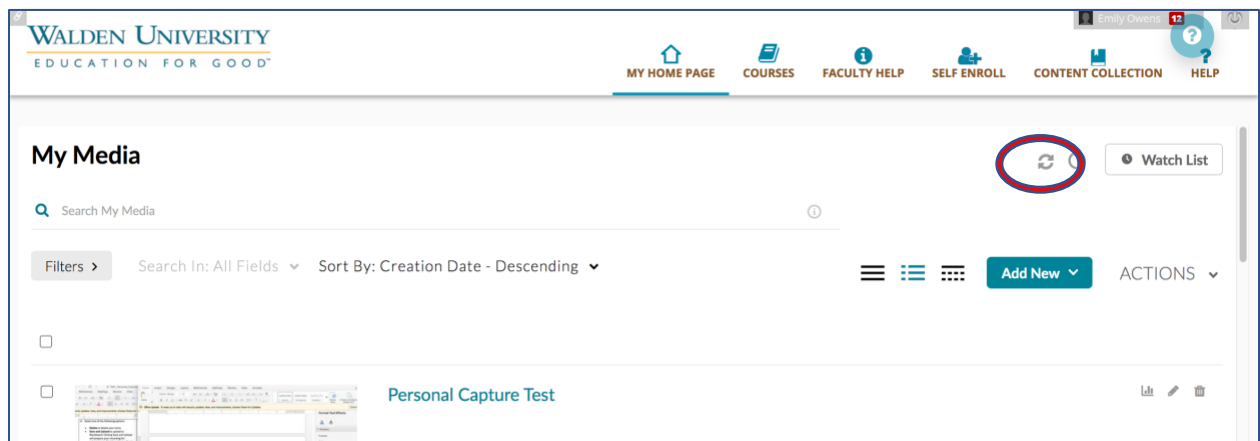 Emily Owens 12
WALDEN UNIVERSITY
EDUCATION FOR GOOD
MY HOME PAGE COURSES FACULTY HELP SELF ENROLL CONTENT COLLECTION HELP
My Media
Watch List
Search My Media
Filters > Search In: All Fields Sort By: Creation Date - Descending Add New ACTIONS
Personal Capture Test